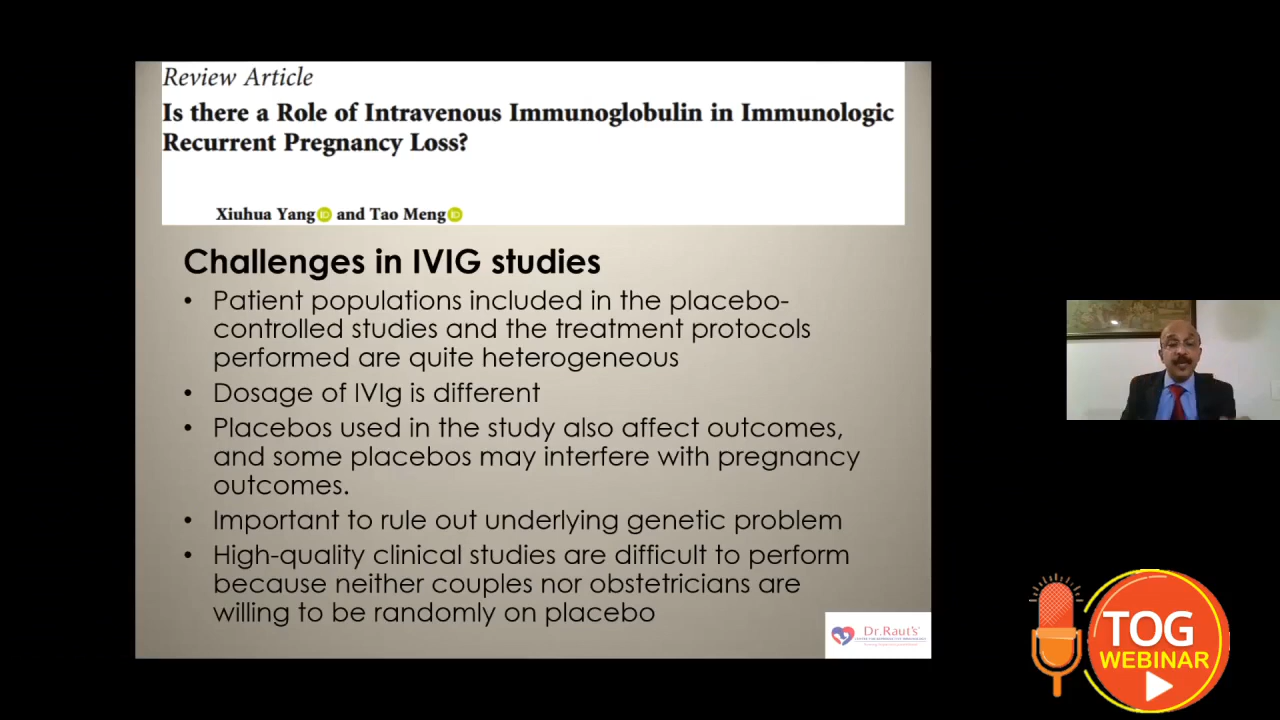 Review Article
Is there a Role of Intravenous Immunoglobulin in Immunologic
Recurrent Pregnancy Loss?
Xiuhua Yang and Tao Meng
Challenges in IVIG studies
• Patient populations included in the placebo-
controlled studies and the treatment protocols
performed are quite heterogeneous
• Dosage of IVIg is different
• Placebos used in the study also affect outcomes,
and some placebos may interfere with pregnancy
outcomes.
• Important to rule out underlying genetic problem
• High-quality clinical studies are difficult to perform
because neither couples nor obstetricians are
willing to be randomly on placebo
Dr.Raut's
TOG
WEBINAR